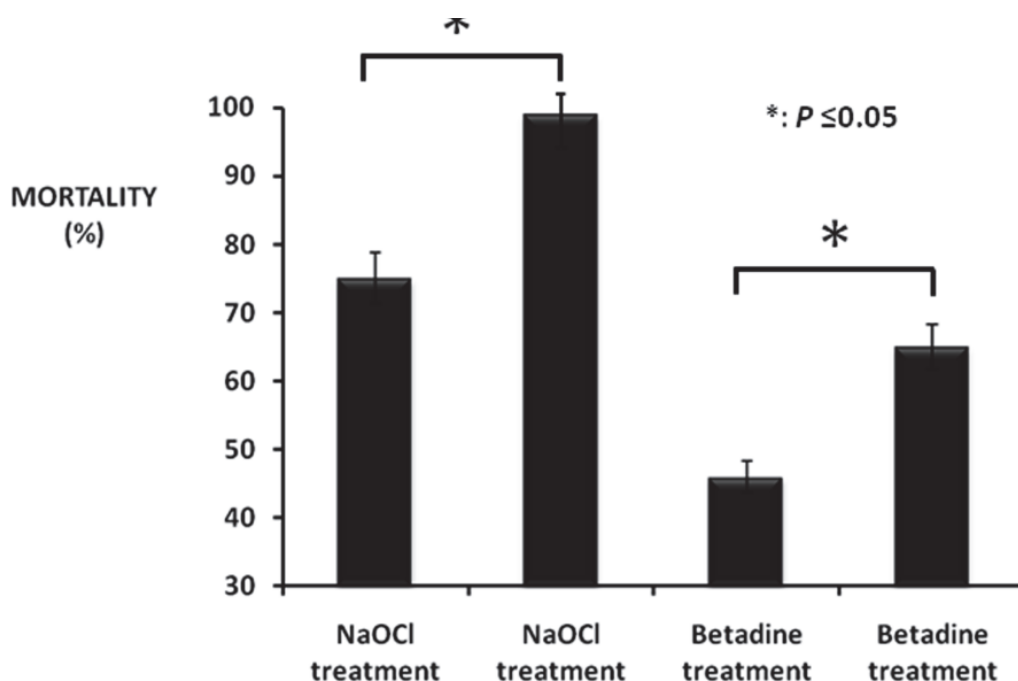 *
*: P ≤0.05
*
MORTALITY
(%)
100
90
80
70
60
50
40
30
NaOCl
treatment
NaOCl
treatment
Betadine
treatment
Betadine
treatment